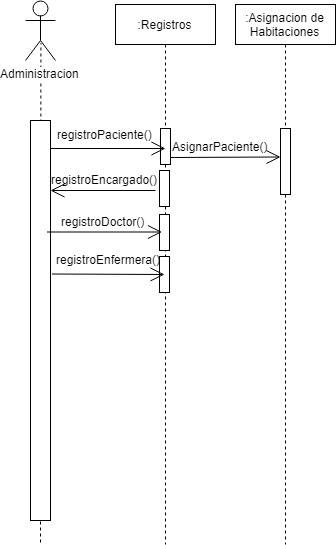 :Registros
:Asignacion de
Habitaciones
Administracion
registroPaciente()
AsignarPaciente()
registroEncargado()
registroDoctor()
registroEnfermera()